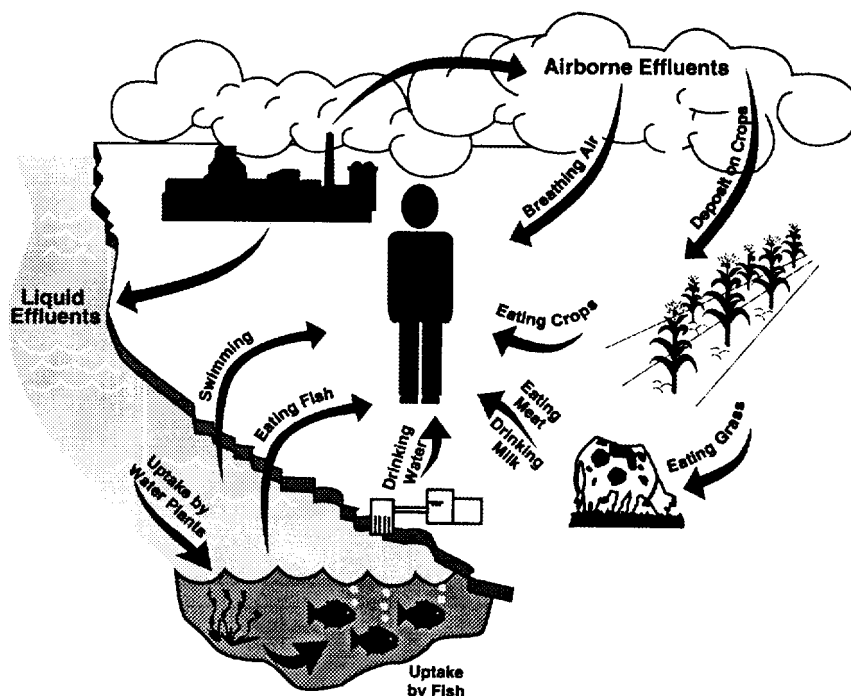 Airborne Effluents
Breathing Air
Deposit on Crops
Liquid
Effluents
Swimming
Eating Fish
Eating Crops
Eating
Meat
Drinking
Milk
Drinking
Water
Eating Grass
Uptake by
Water Plants
Uptake
by Fish